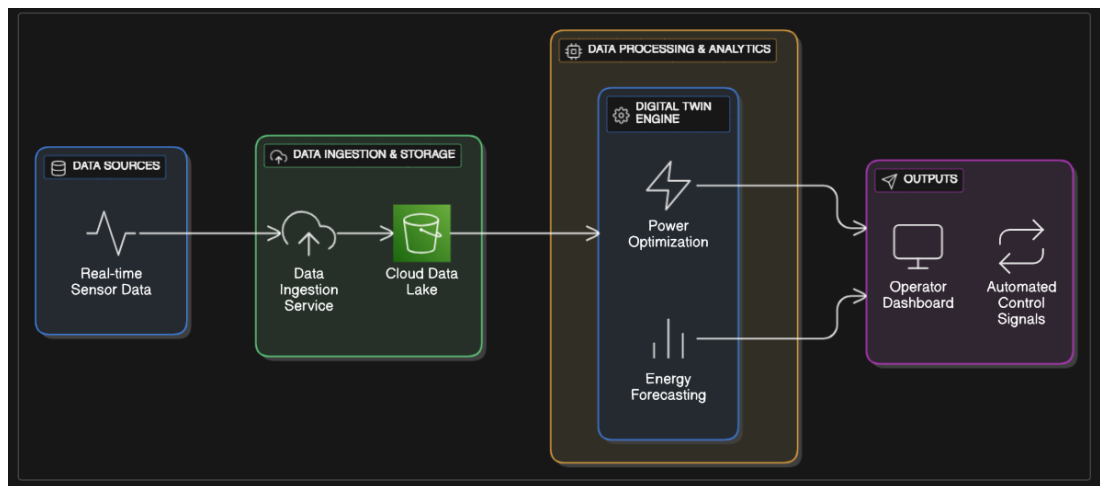 DATA SOURCES
Real-time
Sensor Data
DATA INGESTION & STORAGE
Data
Ingestion
Service
Cloud Data
Lake
DATA PROCESSING & ANALYTICS
DIGITAL TWIN
ENGINE
Power
Optimization
Energy
Forecasting
OUTPUTS
Operator
Dashboard
Automated
Control
Signals